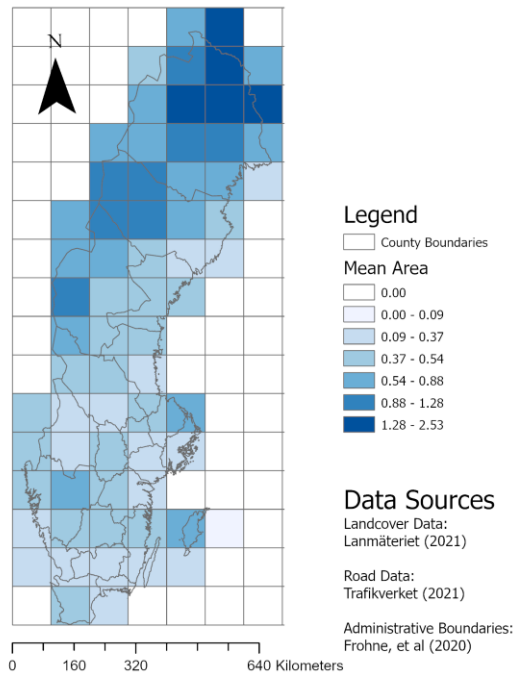 N
Legend
County Boundaries
Mean Area
0.00
0.00 - 0.09
0.09 - 0.37
0.37 - 0.54
0.54 - 0.88
0.88 - 1.28
1.28 - 2.53
Data Sources
Landcover Data:
Lanmäteriet (2021)
Road Data:
Trafikverket (2021)
Administrative Boundaries:
Frohne, et al (2020)
0 160 320 640 Kilometers